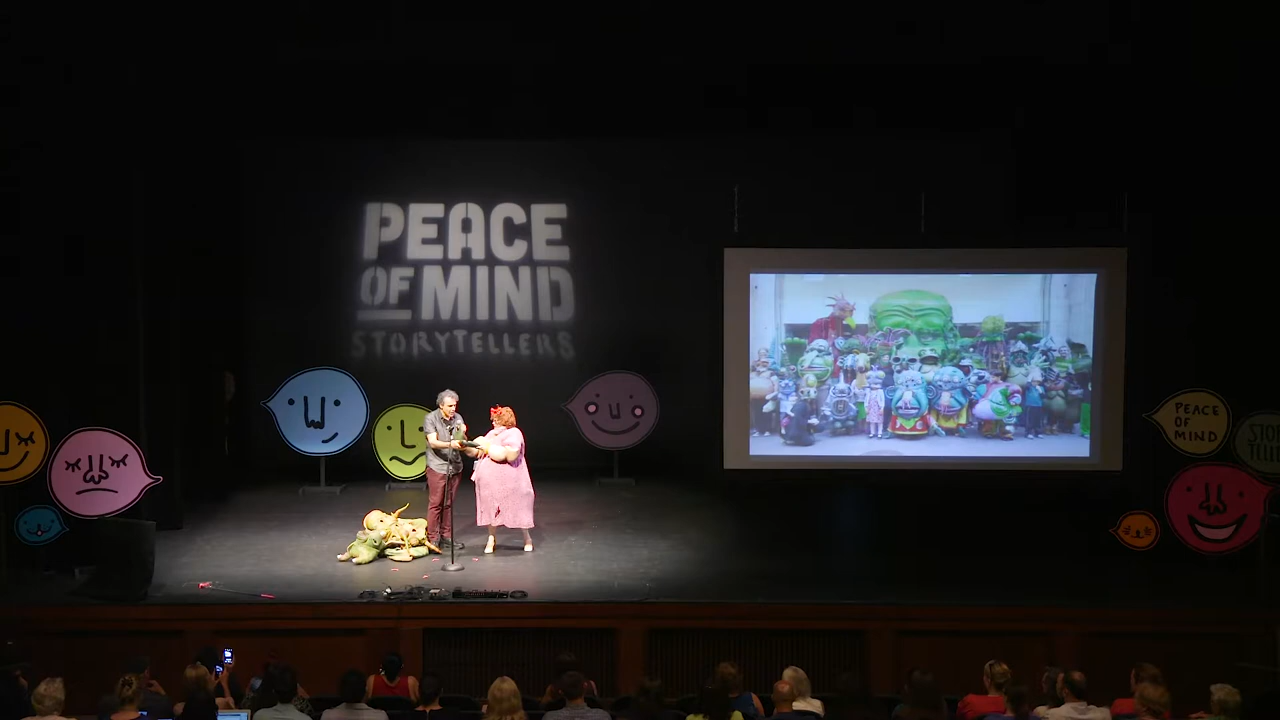 PEACE
OF MIND
STORYTELLERS
PEACE
OF
MIND